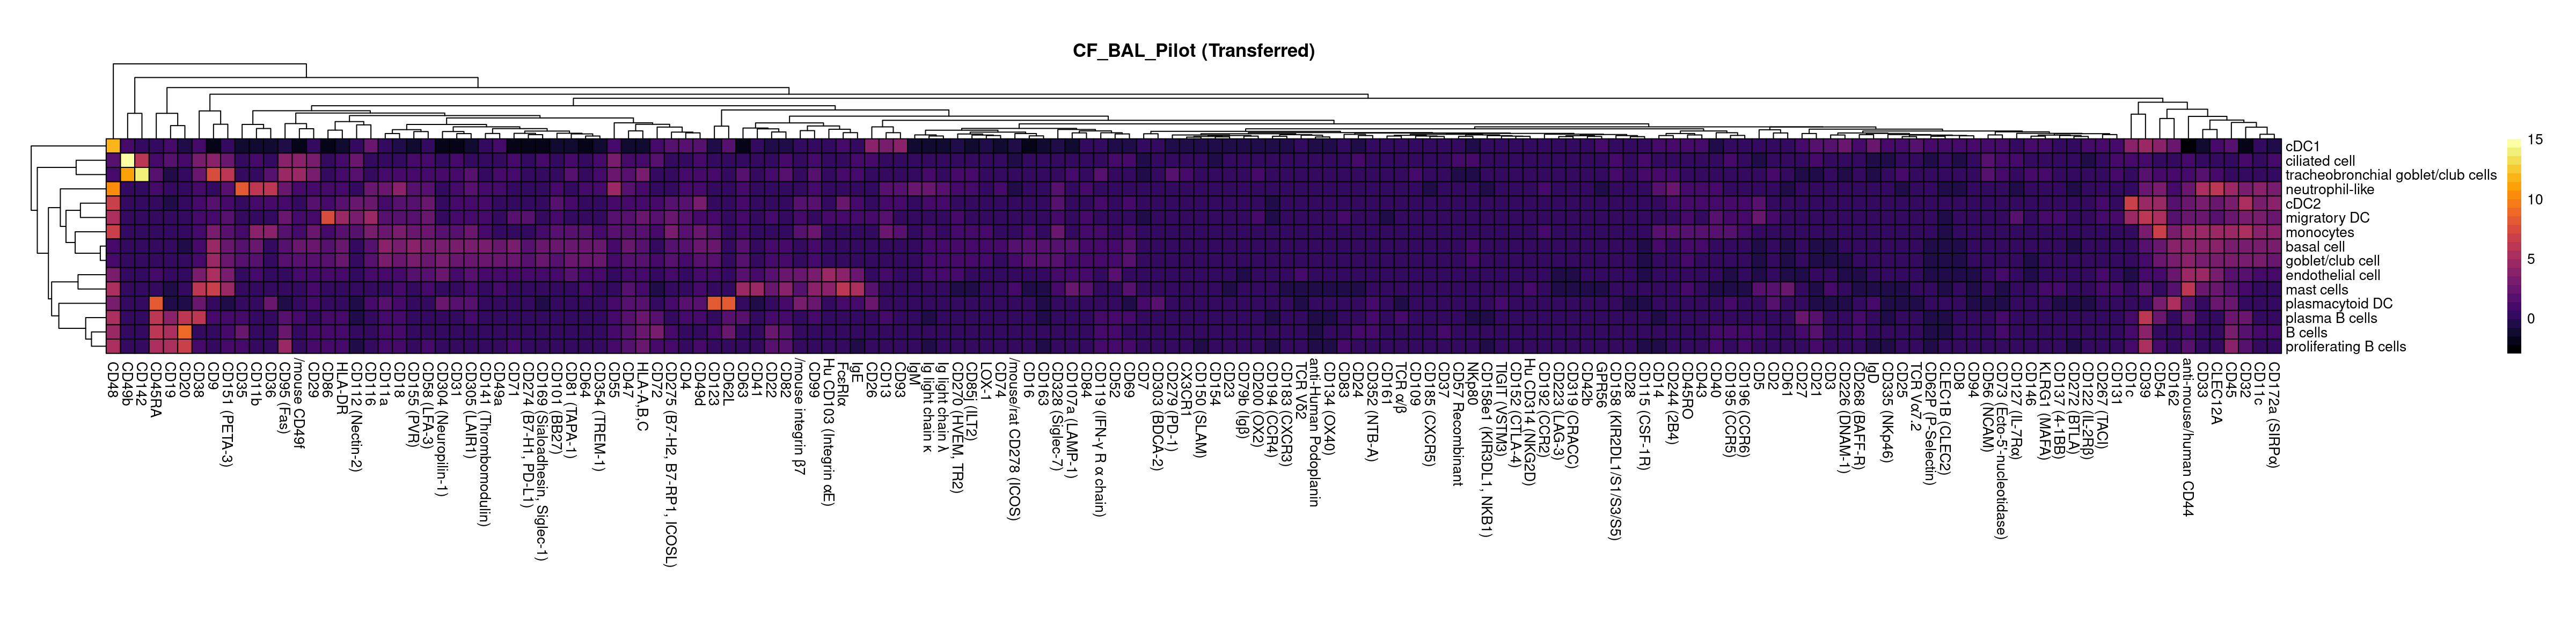 CF_BAL_Pilot (Transferred)
15
10
5
0
cDC1
ciliated cell
tracheobronchial goblet/club cells
neutrophil-like
cDC2
migratory DC
monocytes
basal cell
goblet/club cell
endothelial cell
mast cells
plasmacytoid DC
plasma B cells
B cells
proliferating B cells
CD48
CD49b
CD142
CD45RA
CD19
CD20
CD38
CD9
CD151 (PETA-3)
CD35
CD11b
CD36
CD95 (Fas)
/mouse CD49f
CD29
CD86
HLA-DR
CD112 (Nectin-2)
CD116
CD11a
CD18
CD155 (PVR)
CD58 (LFA-3)
CD304 (Neuropilin-1)
CD31
CD305 (LAIR1)
CD141 (Thrombomodulin)
CD49a
CD71
CD274 (B7-H1, PD-L1)
CD169 (Sialoadhesin, Siglec-1)
CD101 (BB27)
CD81 (TAPA-1)
CD354 (TREM-1)
CD55
CD47
HLA-A,B,C
CD72
CD275 (B7-H2, B7-RP1, ICOSL)
CD4
CD49d
CD123
CD62L
CD63
CD41
CD22
CD82
/mouse integrin β7
CD99
Hu CD103 (Integrin αE)
FcεRIα
IgE
CD26
CD13
CD93
IgM
Ig light chain κ
Ig light chain λ
CD270 (HVEM, TR2)
CD85j (ILT2)
LOX-1
CD74
/mouse/rat CD278 (ICOS)
CD16
CD163
CD328 (Siglec-7)
CD107a (LAMP-1)
CD84
CD119 (IFN-γ R α chain)
CD52
CD69
CD7
CD303 (BDCA-2)
CD279 (PD-1)
CX3CR1
CD150 (SLAM)
CD154
CD23
CD79b (Igβ)
CD200 (OX2)
CD194 (CCR4)
CD183 (CXCR3)
TCR Vδ2
anti-Human Podoplanin
CD134 (OX40)
CD83
CD24
CD352 (NTB-A)
CD161
TCR α/β
CD109
CD185 (CXCR5)
CD37
CD57 Recombinant
NKp80
CD158e1 (KIR3DL1, NKB1)
TIGIT (VSTM3)
CD152 (CTLA-4)
Hu CD314 (NKG2D)
CD192 (CCR2)
CD223 (LAG-3)
CD319 (CRACC)
CD42b
GPR56
CD158 (KIR2DL1/S1/S3/S5)
CD28
CD115 (CSF-1R)
CD14
CD244 (2B4)
CD45RO
CD43
CD40
CD195 (CCR5)
CD196 (CCR6)
CD5
CD2
CD61
CD27
CD21
CD3
CD226 (DNAM-1)
CD268 (BAFF-R)
IgD
CD335 (NKp46)
CD25
TCR Vα7.2
CD62P (P-Selectin)
CLEC1B (CLEC2)
CD8
CD94
CD56 (NCAM)
CD73 (Ecto-5'-nucleotidase)
CD127 (IL-7Rα)
CD146
KLRG1 (MAFA)
CD137 (4-1BB)
CD272 (BTLA)
CD122 (IL-2Rβ)
CD267 (TACI)
CD131
CD1c
CD39
CD54
CD162
anti-mouse/human CD44
CD33
CLEC12A
CD45
CD32
CD11c
CD172a (SIRPα)